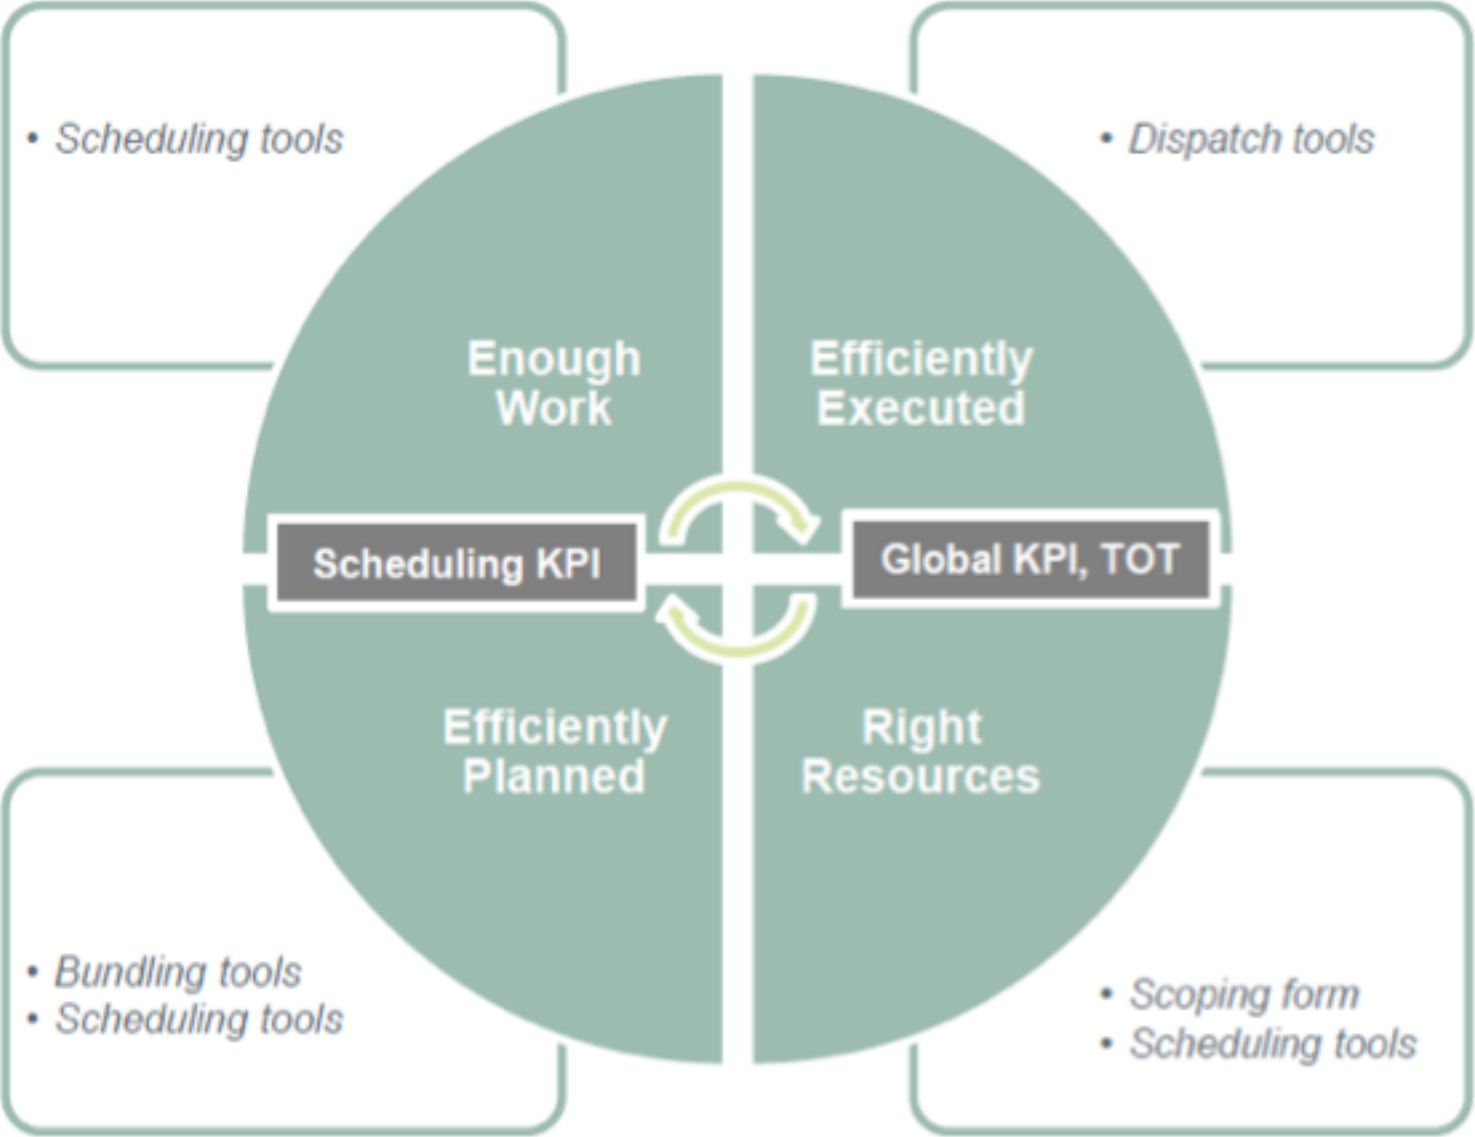 • Scheduling tools
• Dispatch tools
Enough
Work
Efficiently
Executed
Scheduling KPI
Global KPI, TOT
Efficiently
Planned
Right
Resources
• Bundling tools
• Scheduling tools
• Scoping form
• Scheduling tools